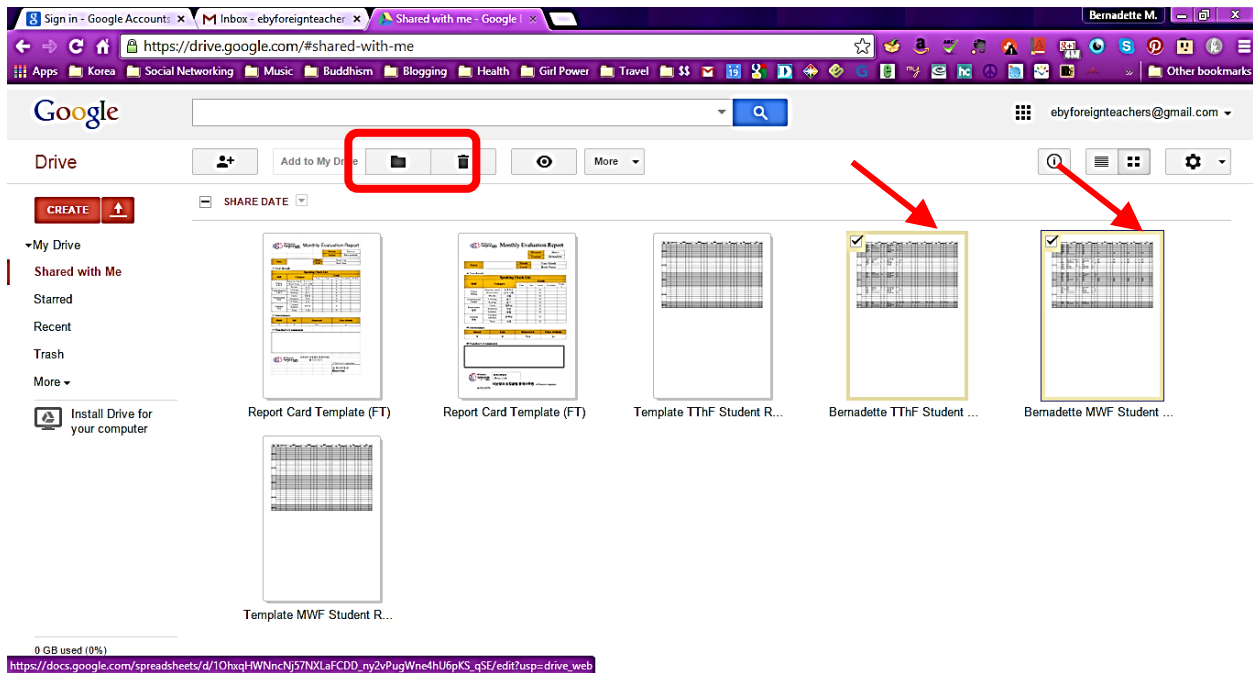 Sign in - Google Accounts
Inbox - ebyforeignteacher
Shared with me - Google
Bernadette M.
https://drive.google.com/#shared-with-me
Apps Korea Social Networking Music Buddhism Blogging Health Girl Power Travel $$ Other bookmarks
Google
ebyforeignteachers@gmail.com
Drive
Add to My Drive
More
CREATE
SHARE DATE
My Drive
Shared with Me
Starred
Recent
Trash
More
Install Drive for
your computer
Monthly Evaluation Report
Monthly Evaluation Report
Report Card Template (FT)
Report Card Template (FT)
Template TThF Student R...
Bernadette TThF Student ...
Bernadette MWF Student ...
Template MWF Student R...
0 GB used (0%)
https://docs.google.com/spreadsheets/d/1OhxqHWNncNj57NXLaFCDD_ny2vPugWne4hU6pKS_qSE/edit?usp=drive_web